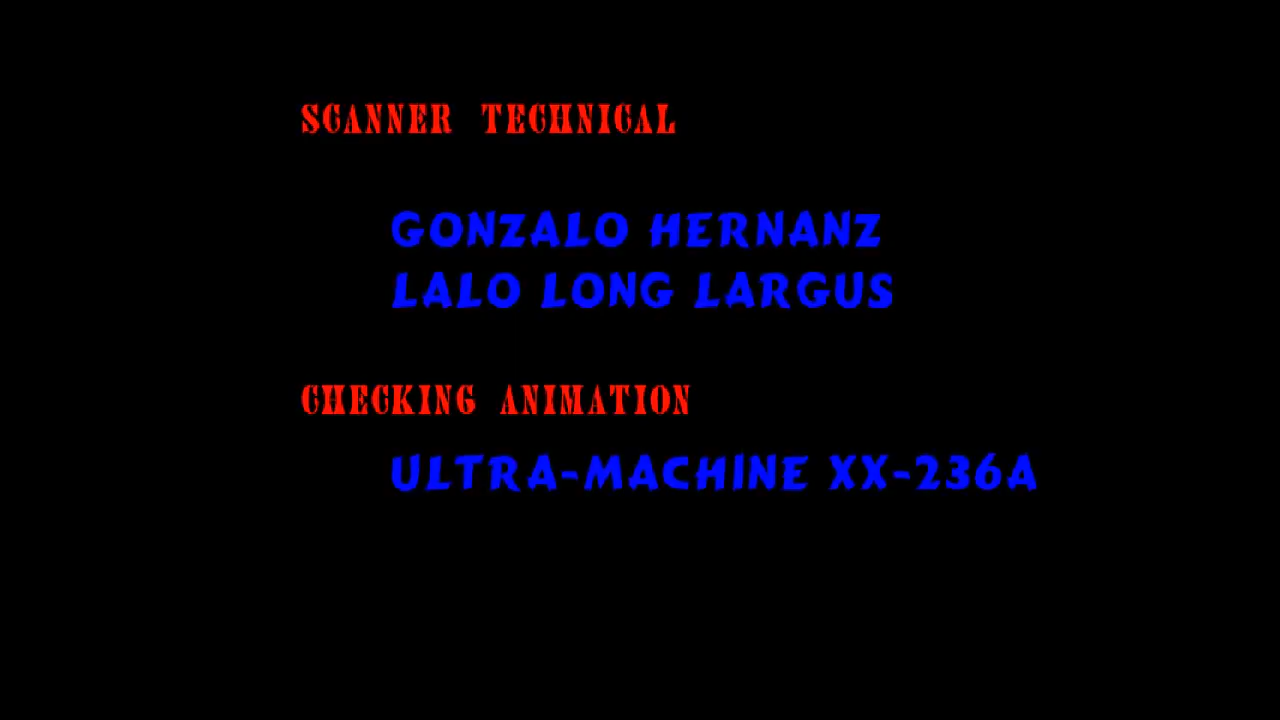 SCANNER TECHNICAL
GONZALO HERNANZ
LALO LONG LARGUS
CHECKING ANIMATION
ULTRA-MACHINE XX-236A